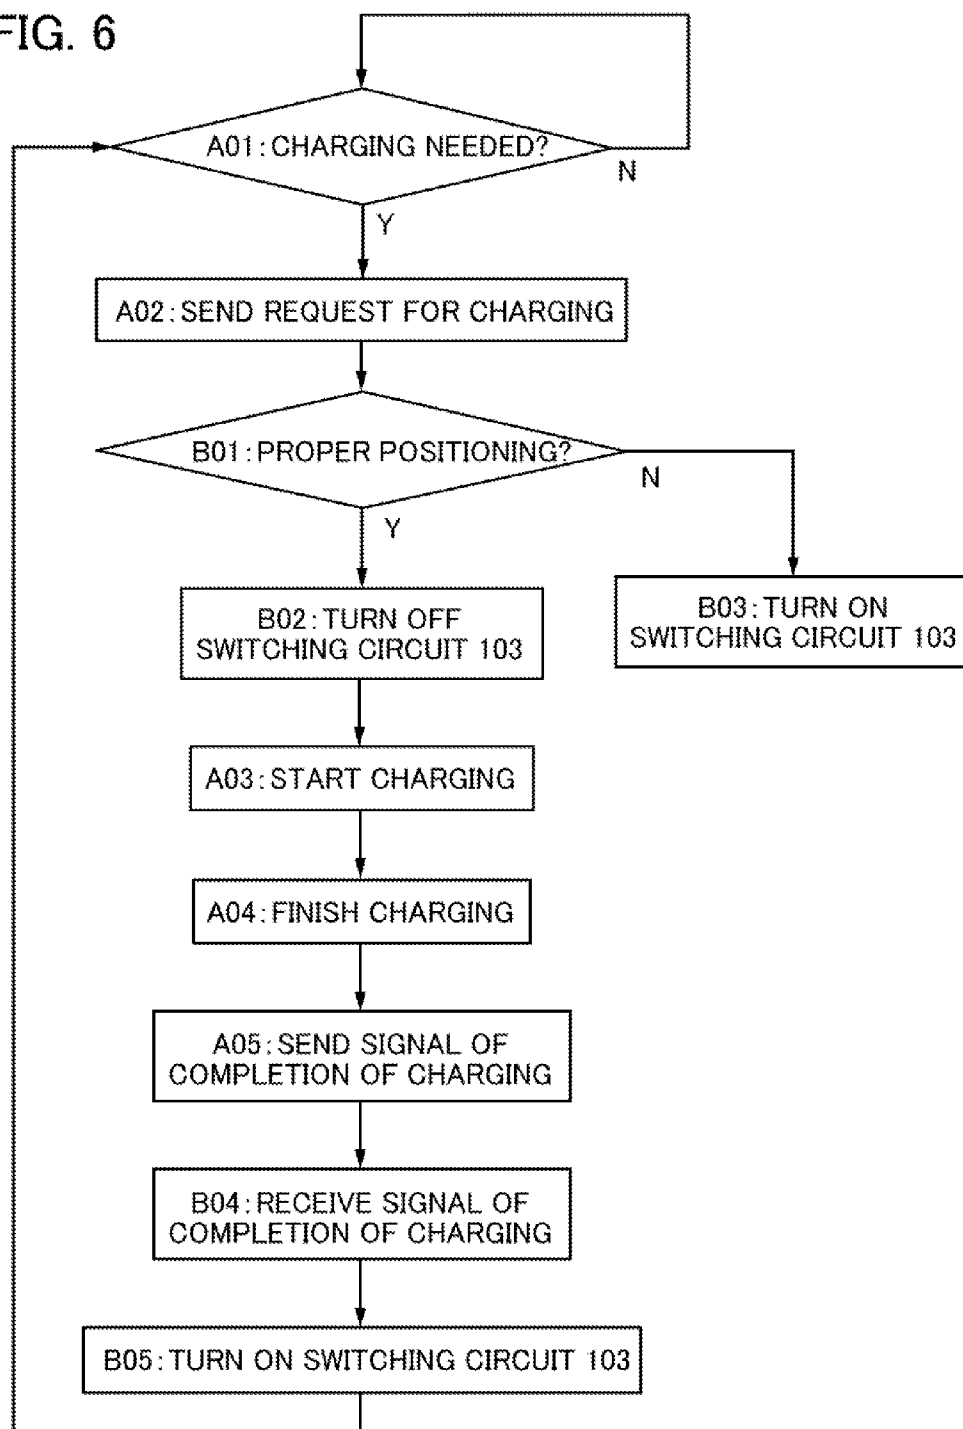 FIG. 6
A01:CHARGING NEEDED?
N
Y
A02:SEND REQUEST FOR CHARGING
B01:PROPER POSITIONING?
N
Y
B02:TURN OFF
SWITCHING CIRCUIT 103
B03:TURN ON
SWITCHING CIRCUIT 103
A03:START CHARGING
A04:FINISH CHARGING
A05:SEND SIGNAL OF
COMPLETION OF CHARGING
B04:RECEIVE SIGNAL OF
COMPLETION OF CHARGING
B05:TURN ON SWITCHING CIRCUIT 103